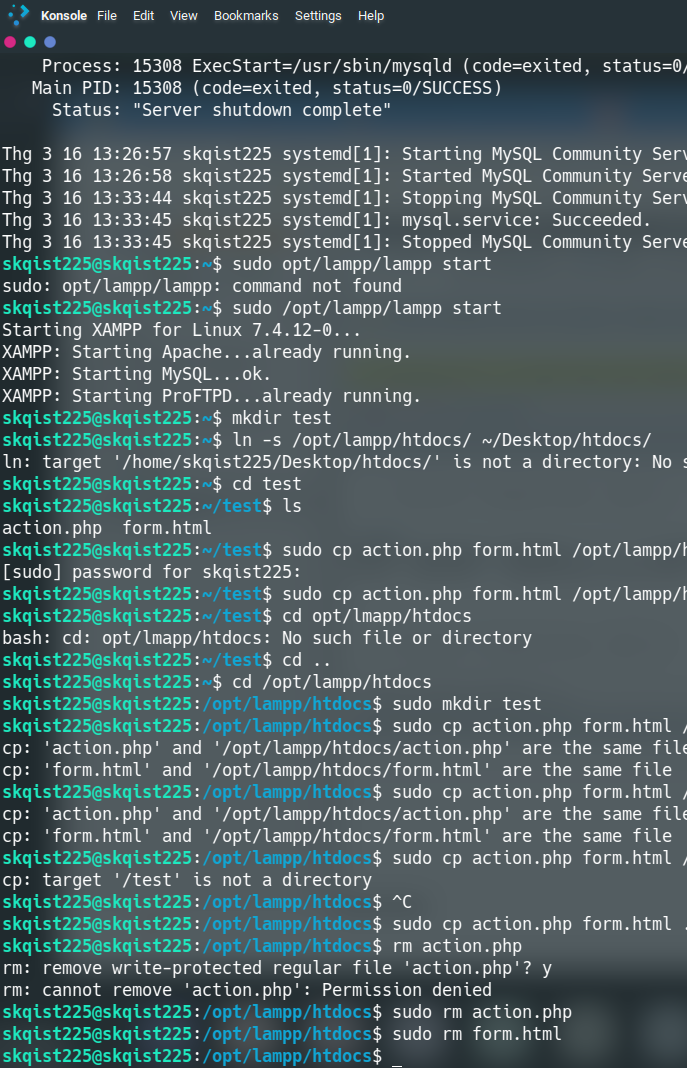 Konsole File Edit View Bookmarks Settings Help
Process: 15308 ExecStart=/usr/sbin/mysqld (code=exited, status=0/
Main PID: 15308 (code=exited, status=0/SUCCESS)
Status: "Server shutdown complete"
Thg 3 16 13:26:57 skqist225 systemd[1]: Starting MySQL Community Serv
Thg 3 16 13:26:58 skqist225 systemd[1]: Started MySQL Community Serve
Thg 3 16 13:33:44 skqist225 systemd[1]: Stopping MySQL Community Serv
Thg 3 16 13:33:45 skqist225 systemd[1]: mysql.service: Succeeded.
Thg 3 16 13:33:45 skqist225 systemd[1]: Stopped MySQL Community Serve
skqist225@skqist225:~$ sudo opt/lampp/lampp start
sudo: opt/lampp/lampp: command not found
skqist225@skqist225:~$ sudo /opt/lampp/lampp start
Starting XAMPP for Linux 7.4.12-0...
XAMPP: Starting Apache...already running.
XAMPP: Starting MySQL...ok.
XAMPP: Starting ProFTPD...already running.
skqist225@skqist225:~$ mkdir test
skqist225@skqist225:~$ ln -s /opt/lampp/htdocs/ ~/Desktop/htdocs/
ln: target '/home/skqist225/Desktop/htdocs/' is not a directory: No s
skqist225@skqist225:~$ cd test
skqist225@skqist225:~/test$ ls
action.php  form.html
skqist225@skqist225:~/test$ sudo cp action.php form.html /opt/lampp/h
[sudo] password for skqist225:
skqist225@skqist225:~/test$ sudo cp action.php form.html /opt/lampp/h
skqist225@skqist225:~/test$ cd opt/lmapp/htdocs
bash: cd: opt/lmapp/htdocs: No such file or directory
skqist225@skqist225:~/test$ cd ..
skqist225@skqist225:~$ cd /opt/lampp/htdocs
skqist225@skqist225:/opt/lampp/htdocs$ sudo mkdir test
skqist225@skqist225:/opt/lampp/htdocs$ sudo cp action.php form.html /
cp: 'action.php' and '/opt/lampp/htdocs/action.php' are the same file
cp: 'form.html' and '/opt/lampp/htdocs/form.html' are the same file
skqist225@skqist225:/opt/lampp/htdocs$ sudo cp action.php form.html /
cp: 'action.php' and '/opt/lampp/htdocs/action.php' are the same file
cp: 'form.html' and '/opt/lampp/htdocs/form.html' are the same file
skqist225@skqist225:/opt/lampp/htdocs$ sudo cp action.php form.html /
cp: target '/test' is not a directory
skqist225@skqist225:/opt/lampp/htdocs$ ^C
skqist225@skqist225:/opt/lampp/htdocs$ sudo cp action.php form.html .
skqist225@skqist225:/opt/lampp/htdocs$ rm action.php
rm: remove write-protected regular file 'action.php'? y
rm: cannot remove 'action.php': Permission denied
skqist225@skqist225:/opt/lampp/htdocs$ sudo rm action.php
skqist225@skqist225:/opt/lampp/htdocs$ sudo rm form.html
skqist225@skqist225:/opt/lampp/htdocs$ _